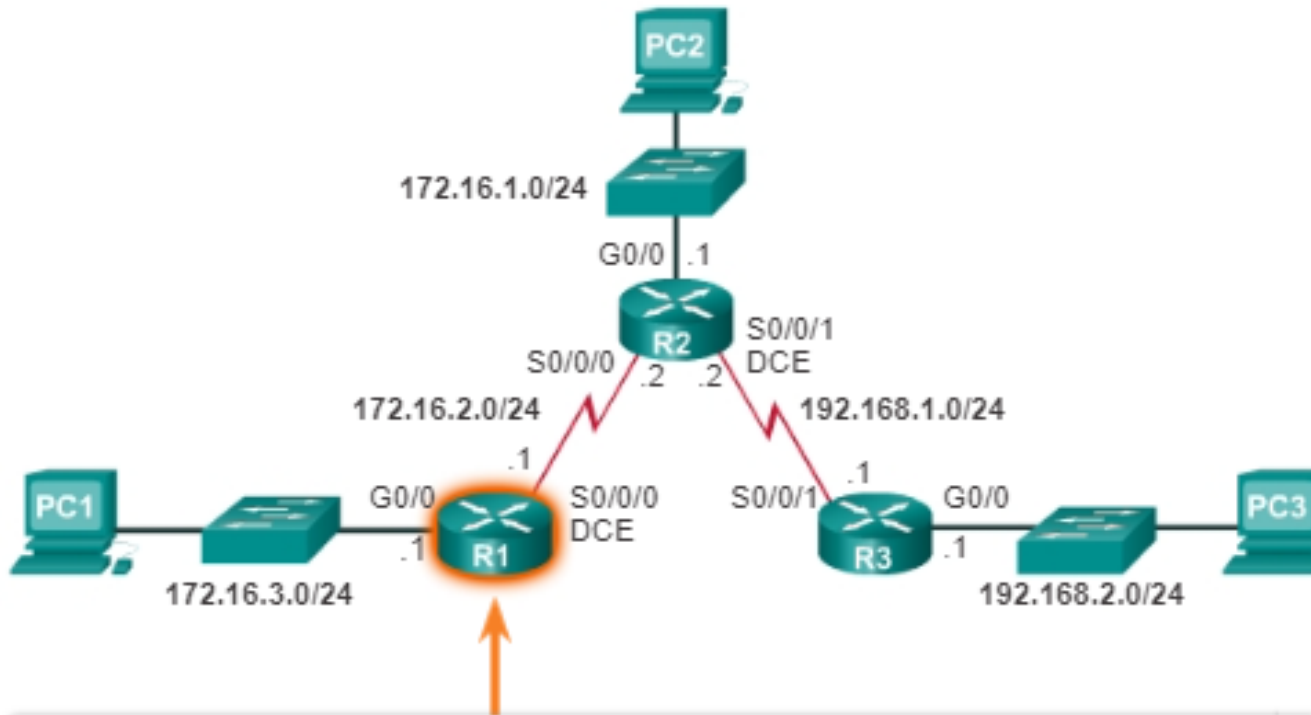 PC2
172.16.1.0/24
G0/0 .1
R2
S0/0/1
DCE
S0/0/0
.2 .2
172.16.2.0/24
192.168.1.0/24
.1
.1
PC1
G0/0
S0/0/0
DCE
S0/0/1
G0/0
PC3
.1
R1
R3
.1
172.16.3.0/24
192.168.2.0/24